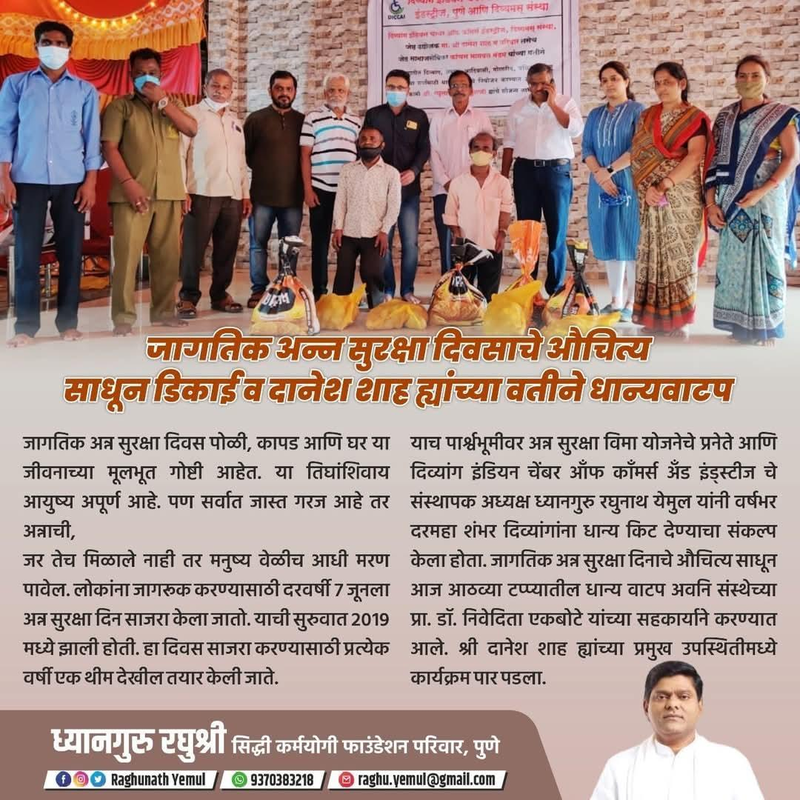 DICCAI
इंडस्ट्रीज, पुणे आणि दिव्यमस् संस्था.
जागतिक अन्न सुरक्षा दिवसाचे औचित्य
साधून डिकाई व दानेश शाह ह्यांच्या वतीने धान्यवाटप
जागतिक अन्न सुरक्षा दिवस पोळी, कापड आणि घर या
जीवनाच्या मूलभूत गोष्टी आहेत. या तिघांशिवाय
आयुष्य अपूर्ण आहे. पण सर्वात जास्त गरज आहे तर
अन्नाची,
जर तेच मिळाले नाही तर मनुष्य वेळीच आधी मरण
पावेल. लोकांना जागरूक करण्यासाठी दरवर्षी 7 जूनला
अन्न सुरक्षा दिन साजरा केला जातो. याची सुरुवात 2019
मध्ये झाली होती. हा दिवस साजरा करण्यासाठी प्रत्येक
वर्षी एक थीम देखील तयार केली जाते.
याच पार्श्वभूमीवर अन्न सुरक्षा विमा योजनेचे प्रनेते आणि
दिव्यांग इंडियन चेंबर ऑफ कॉमर्स अँड इंड्स्टीज चे
संस्थापक अध्यक्ष ध्यानगुरु रघुनाथ येमुल यांनी वर्षभर
दरमहा शंभर दिव्यांगांना धान्य किट देण्याचा संकल्प
केला होता. जागतिक अन्न सुरक्षा दिनाचे औचित्य साधून
आज आठव्या टप्प्यातील धान्य वाटप अवनि संस्थेच्या
प्रा. डॉ. निवेदिता एकबोटे यांच्या सहकार्याने करण्यात
आले. श्री दानेश शाह ह्यांच्या प्रमुख उपस्थितीमध्ये
कार्यक्रम पार पडला.
ध्यानगुरु रघुश्री सिद्धी कर्मयोगी फाउंडेशन परिवार, पुणे
Raghunath Yemul 9370383218 raghu.yemul@gmail.com